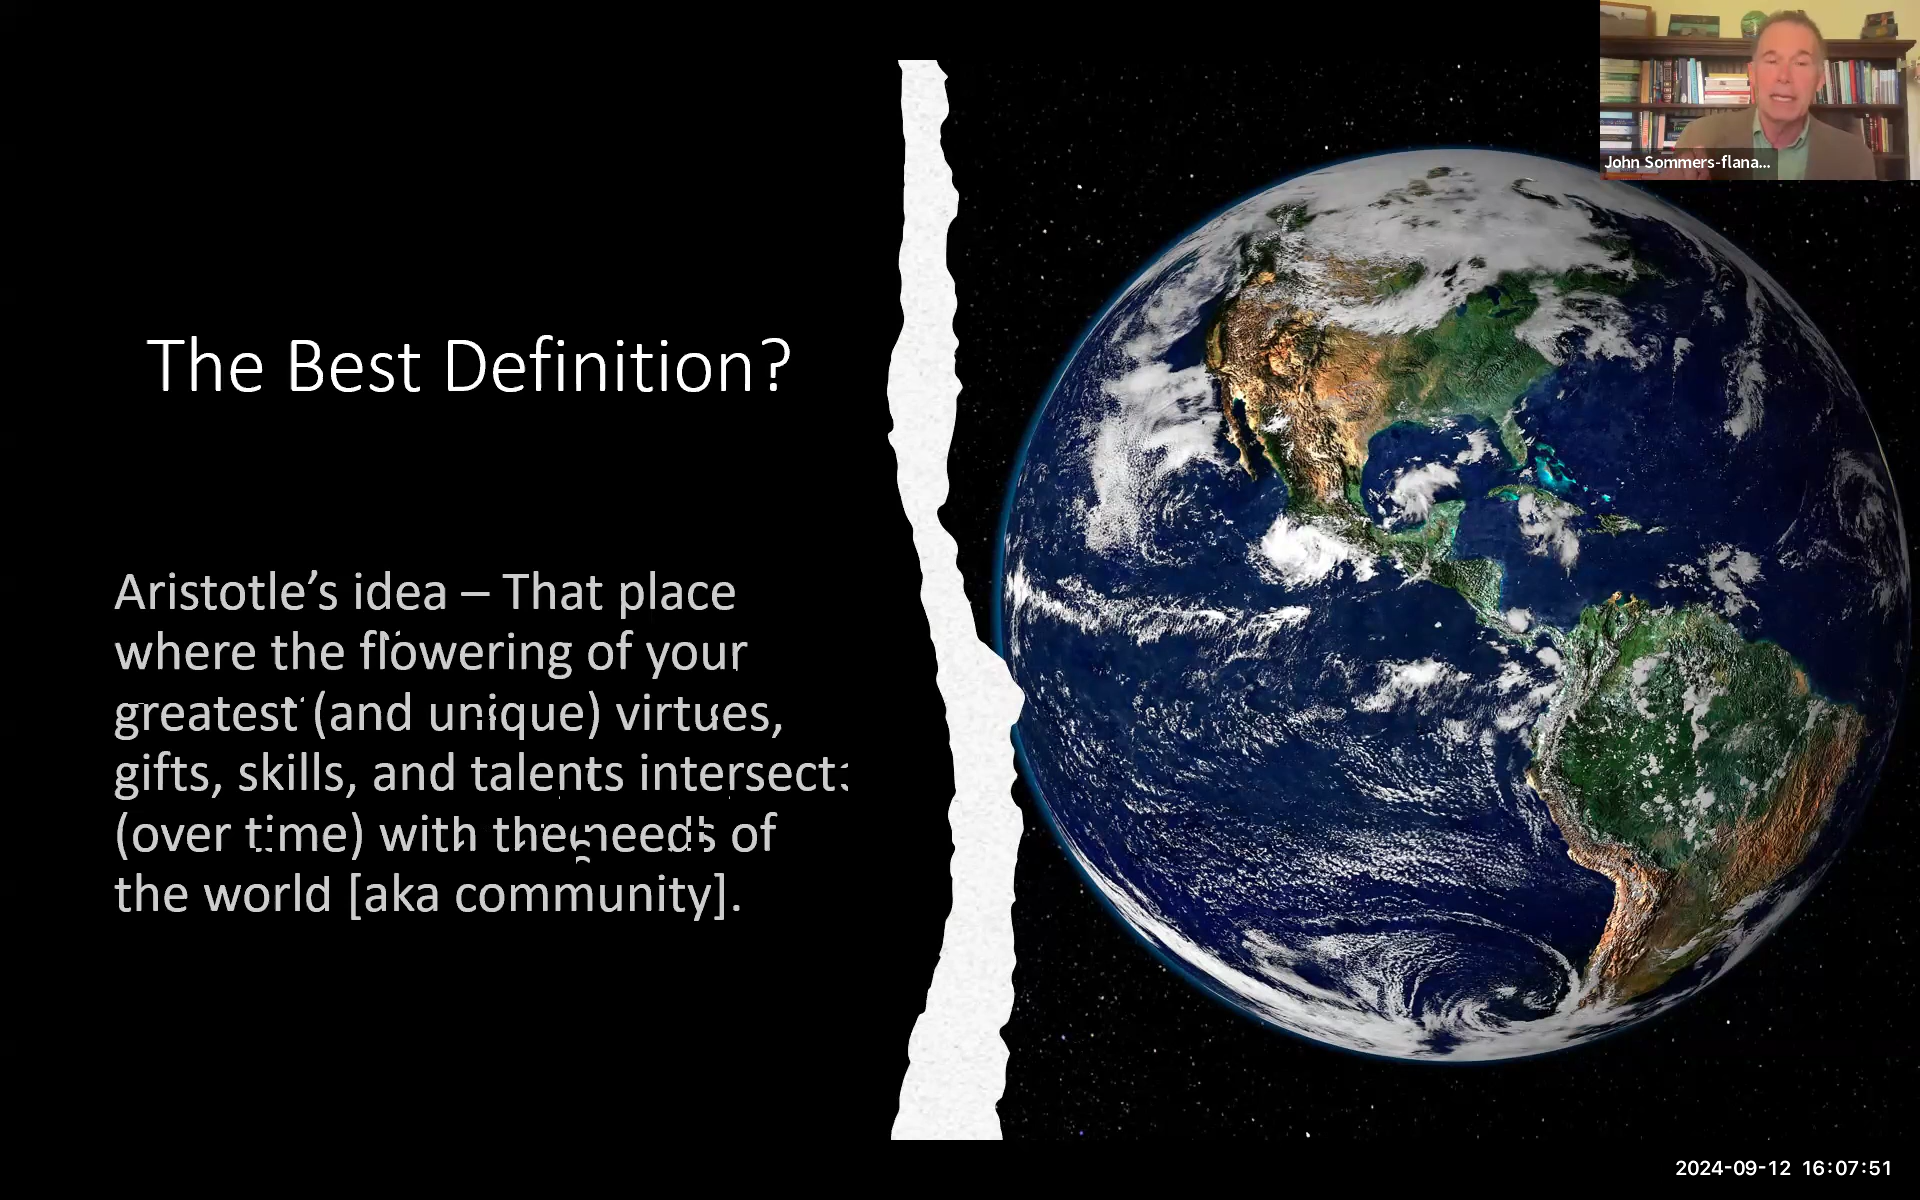 John Sommers-flana...
The Best Definition?
Aristotle’s idea – That place
where the flowering of your
greatest (and unique) virtues,
gifts, skills, and talents intersects
(over time) with the needs of
the world [aka community].
2024-09-12 16:07:51